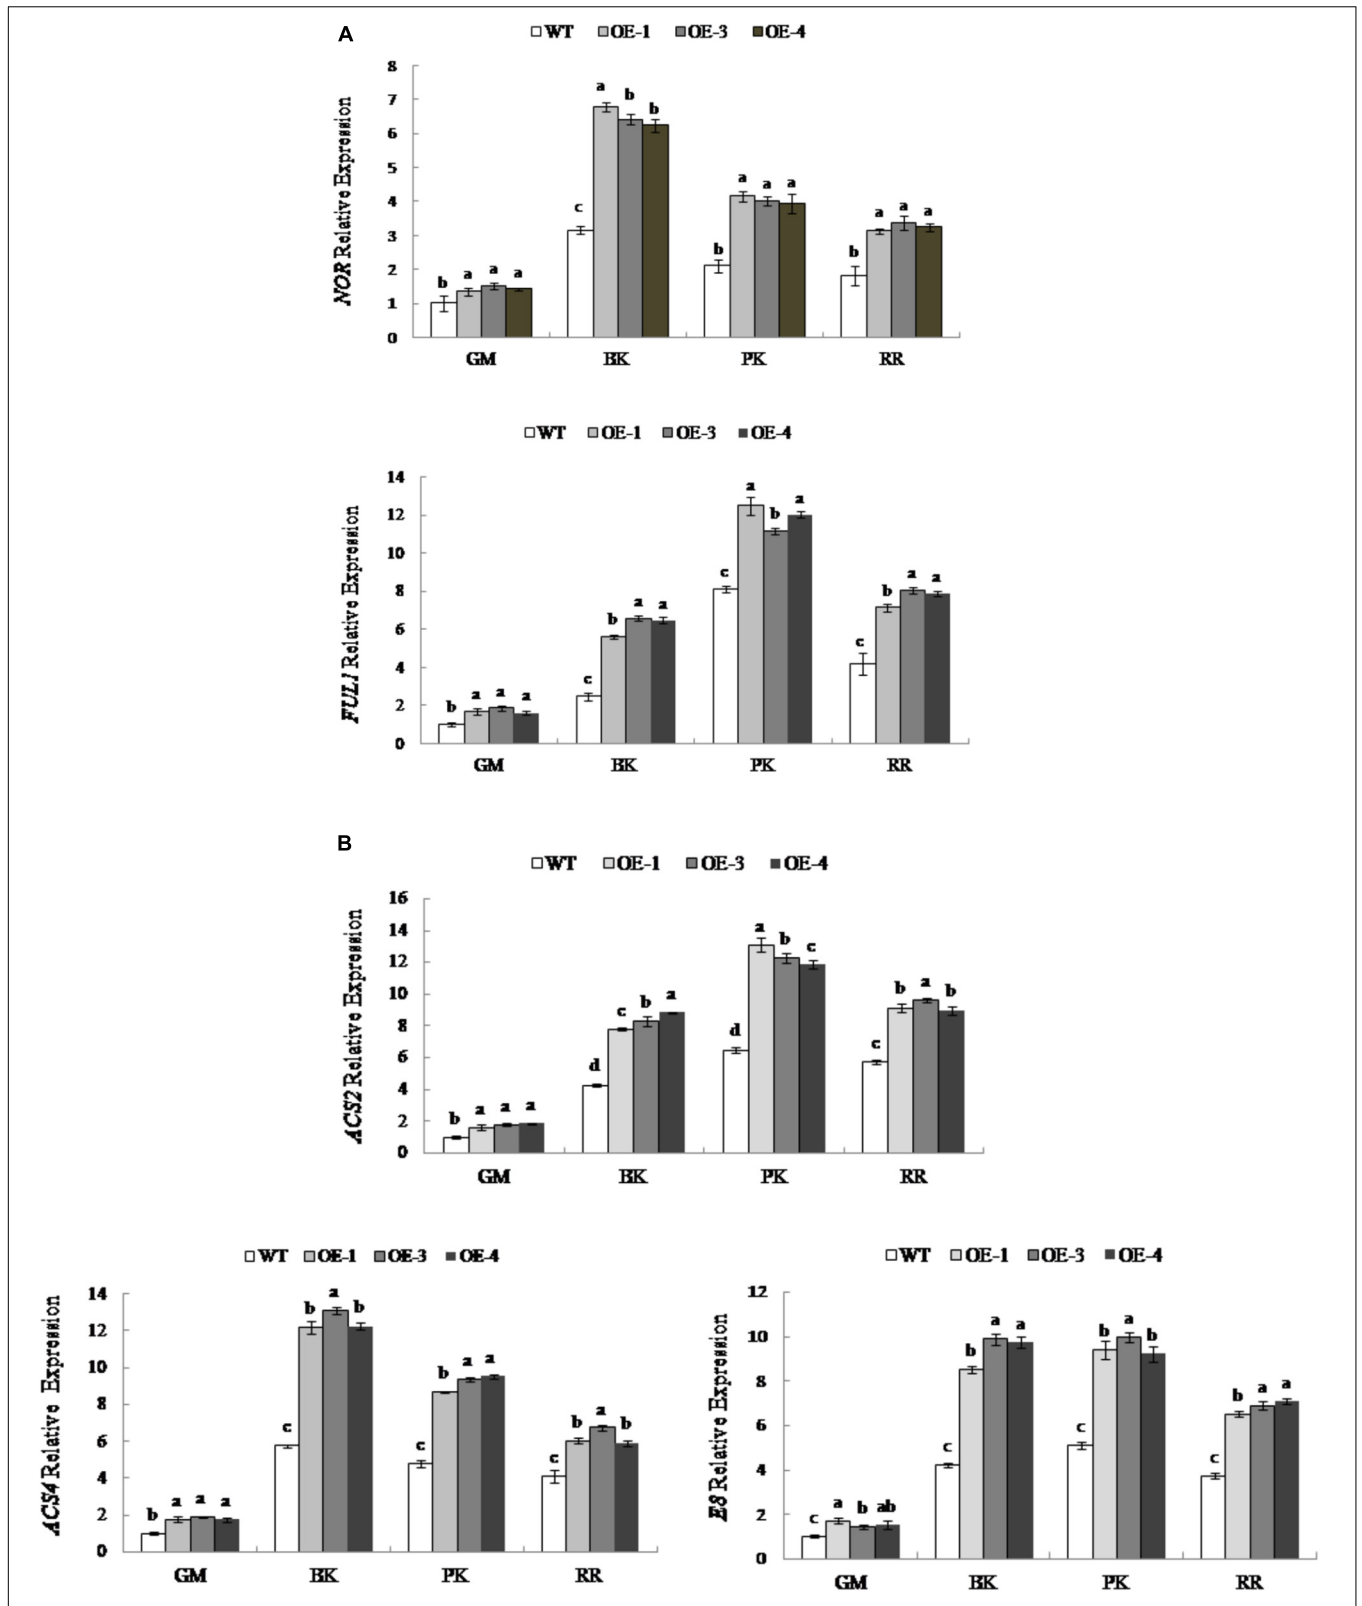 A
WT OE-1 OE-3 OE-4
NOR Relative Expression
8
7
6
5
4
3
2
1
0
b a a a
c a b b
b a a a
b a a a
GM BK PK RR
WT OE-1 OE-3 OE-4
FUL1 Relative Expression
14
12
10
8
6
4
2
0
b a a a
c b a a
c a b a
c b a a
GM BK PK RR
B
WT OE-1 OE-3 OE-4
ACS2 Relative Expression
16
14
12
10
8
6
4
2
0
b a a a
d c b a
d a b c
c b a b
GM BK PK RR
WT OE-1 OE-3 OE-4
ACS4 Relative Expression
14
12
10
8
6
4
2
0
b a a a
c b a b
c b a a
c b a b
GM BK PK RR
WT OE-1 OE-3 OE-4
E8 Relative Expression
12
10
8
6
4
2
0
c a b ab
c b a a
c b a b
c b a a
GM BK PK RR